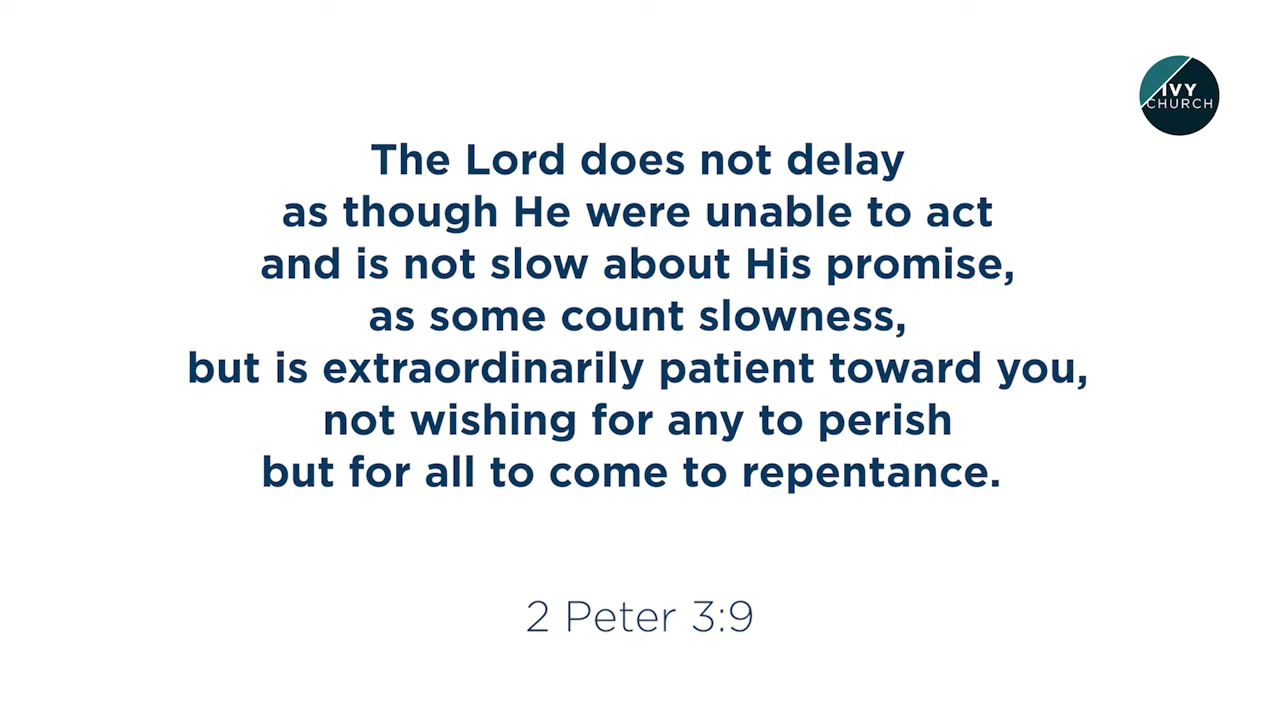 IVY
CHURCH
The Lord does not delay
as though He were unable to act
and is not slow about His promise,
as some count slowness,
but is extraordinarily patient toward you,
not wishing for any to perish
but for all to come to repentance.
2 Peter 3:9